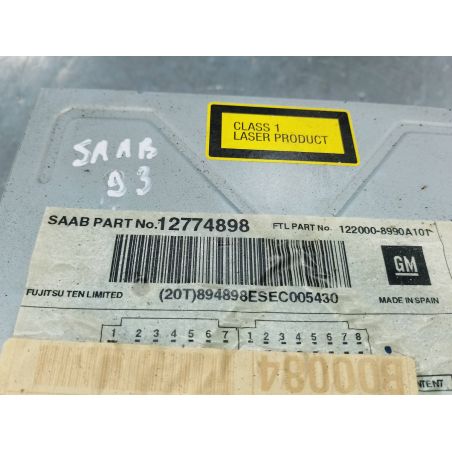 CLASS 1
LASER PRODUCT
SAAB
93
SAAB PART No. 12774898 FTL PART No. 122000-8990A101
GM
FUJITSU TEN LIMITED (20T)894898ESEC005430 MADE IN SPAIN
1 2 3 4 5 6 7 1 2 3 4 5 6 7 8
B00084